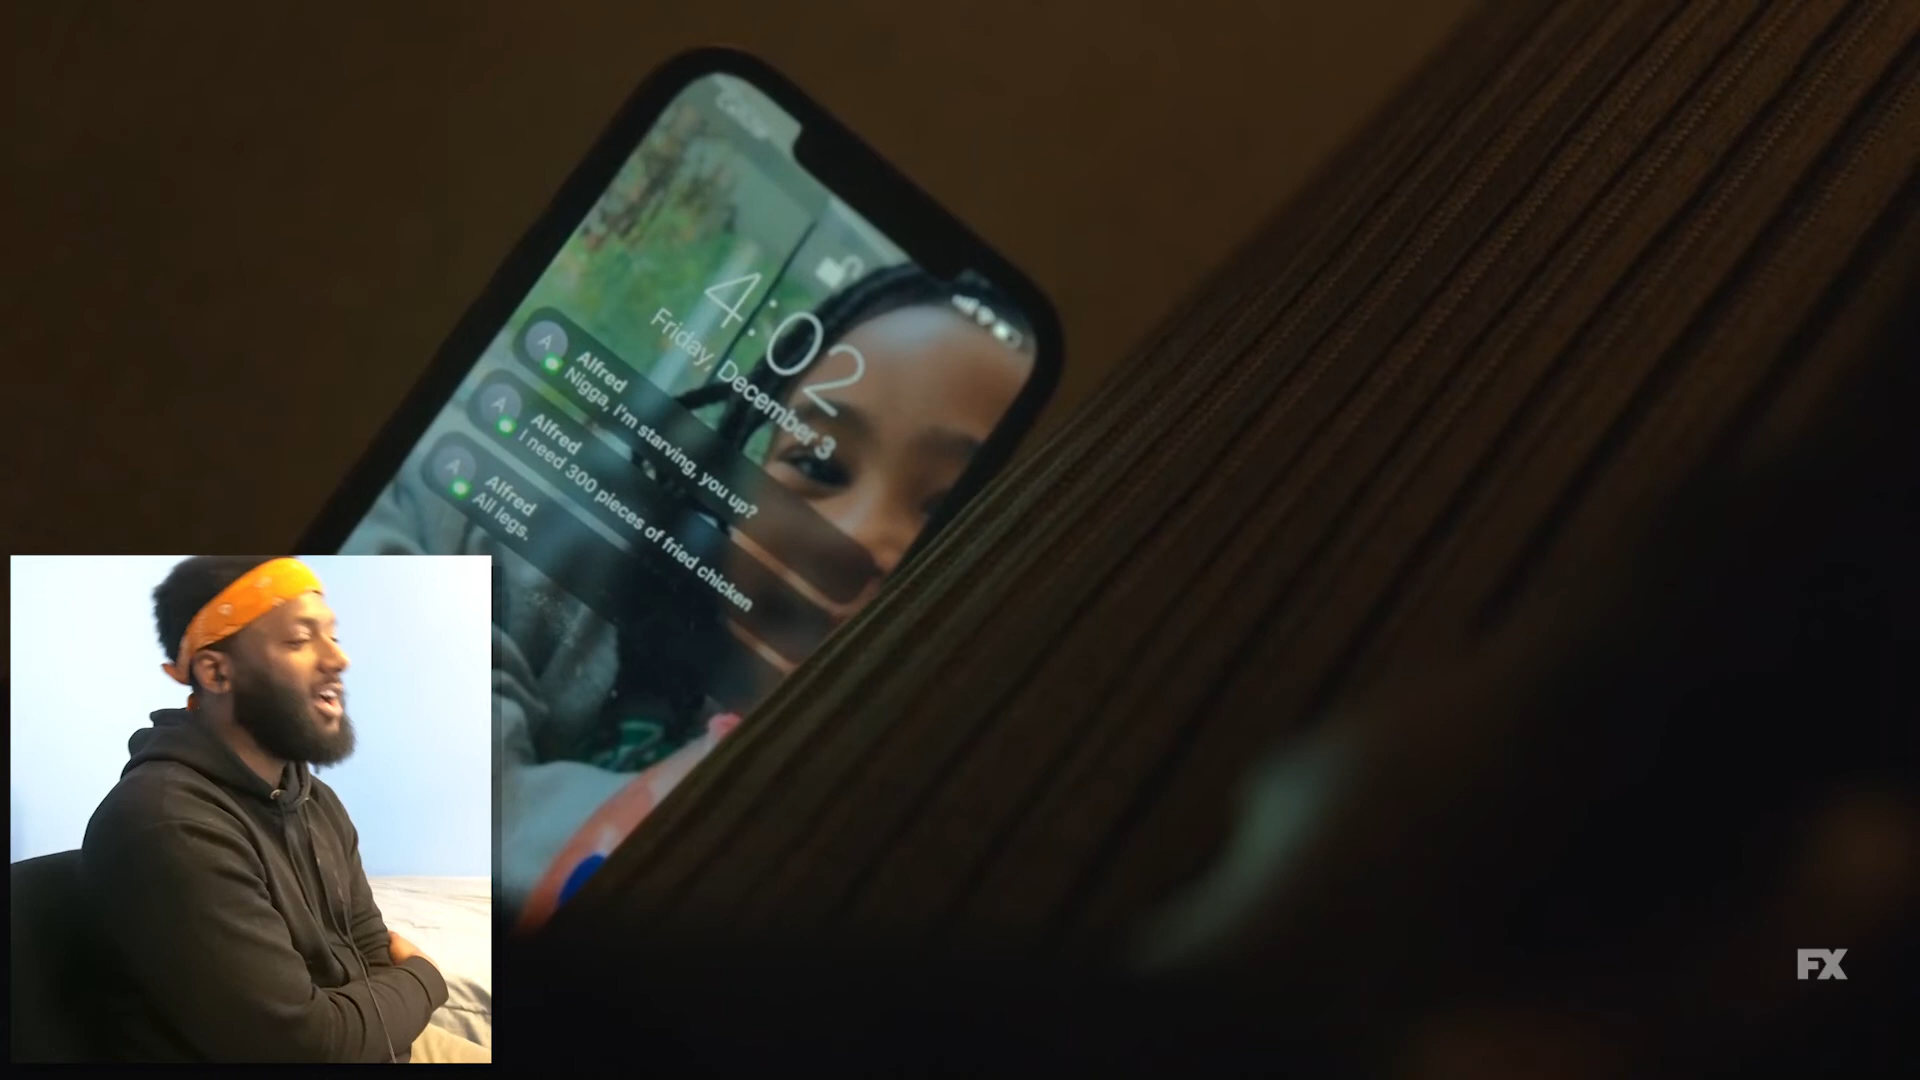 4:02
Friday, December 3
Alfred
Nigga, I'm starving, you up?
Alfred
I need 300 pieces of fried chicken
Alfred
All legs.
FX